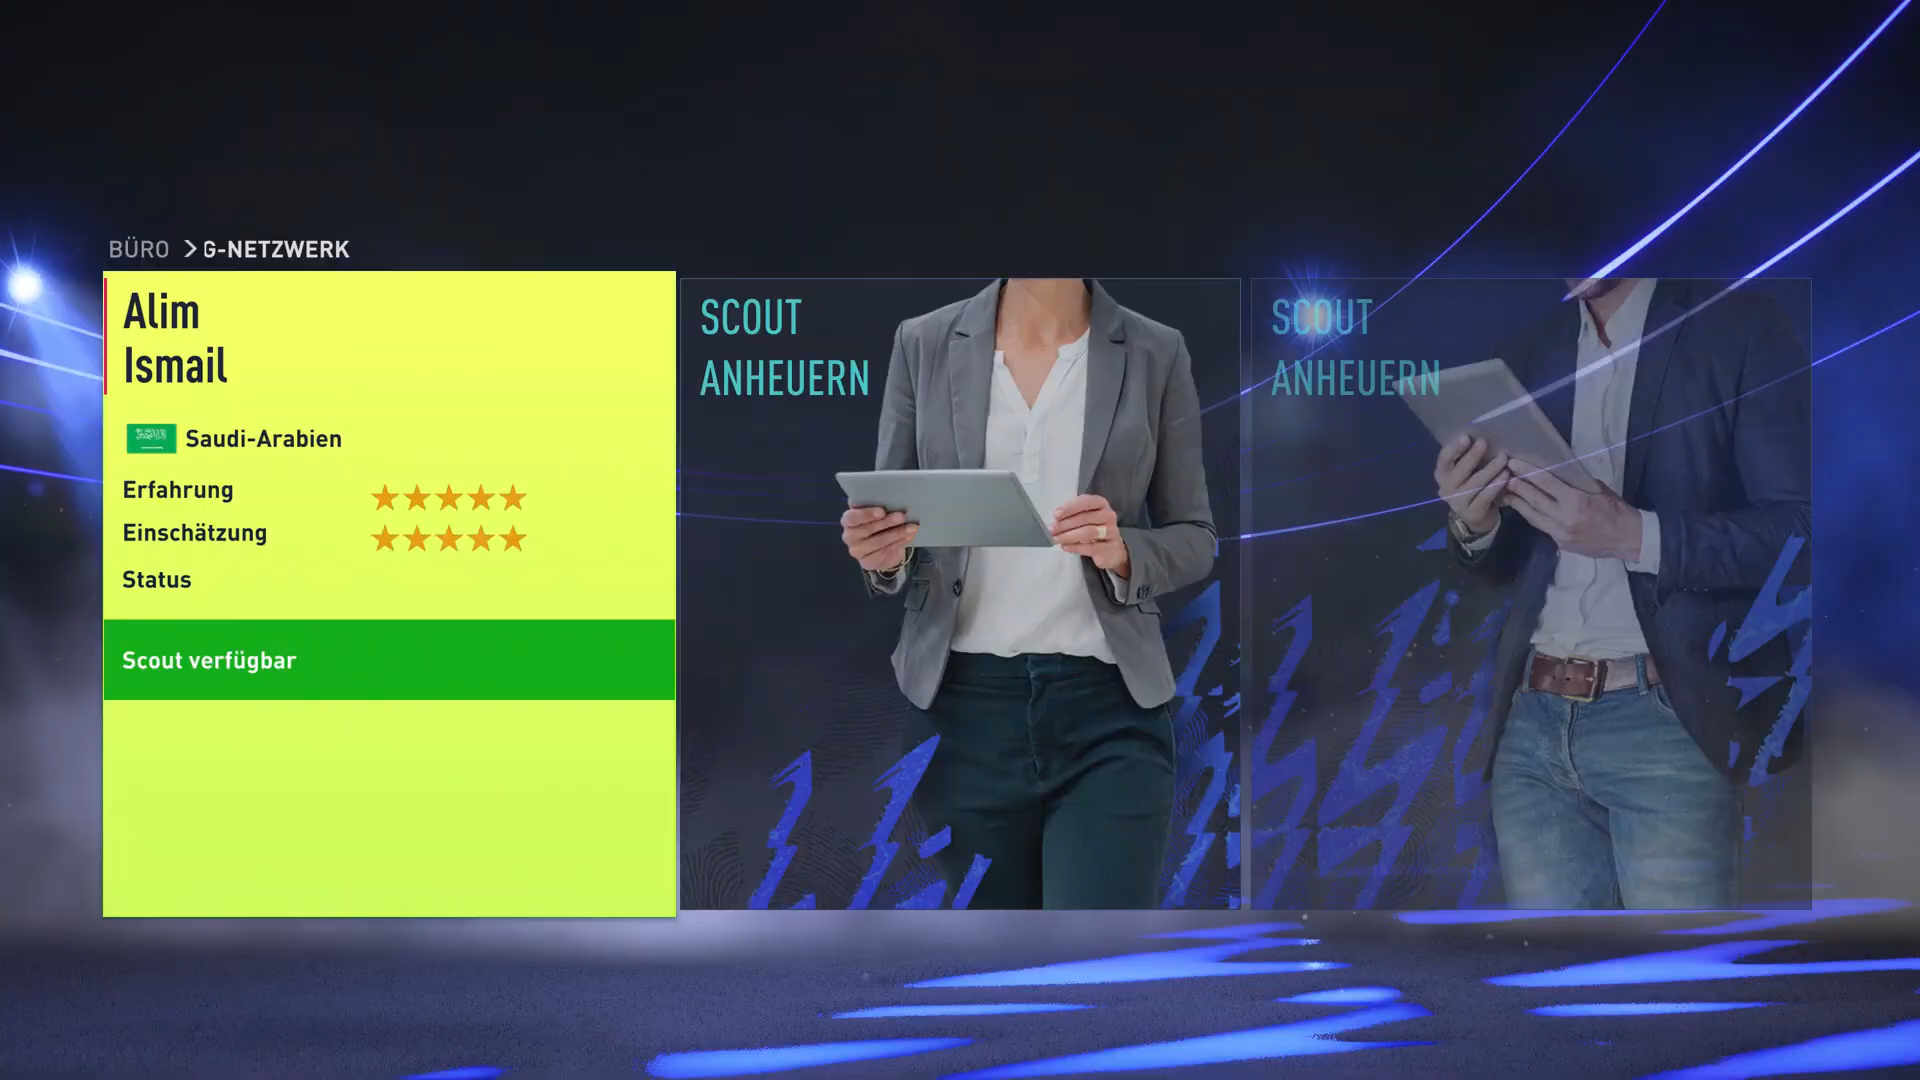 BÜRO > G-NETZWERK
Alim
Ismail
Saudi-Arabien
Erfahrung
Einschätzung
Status
Scout verfügbar
SCOUT
ANHEUERN
SCOUT
ANHEUERN